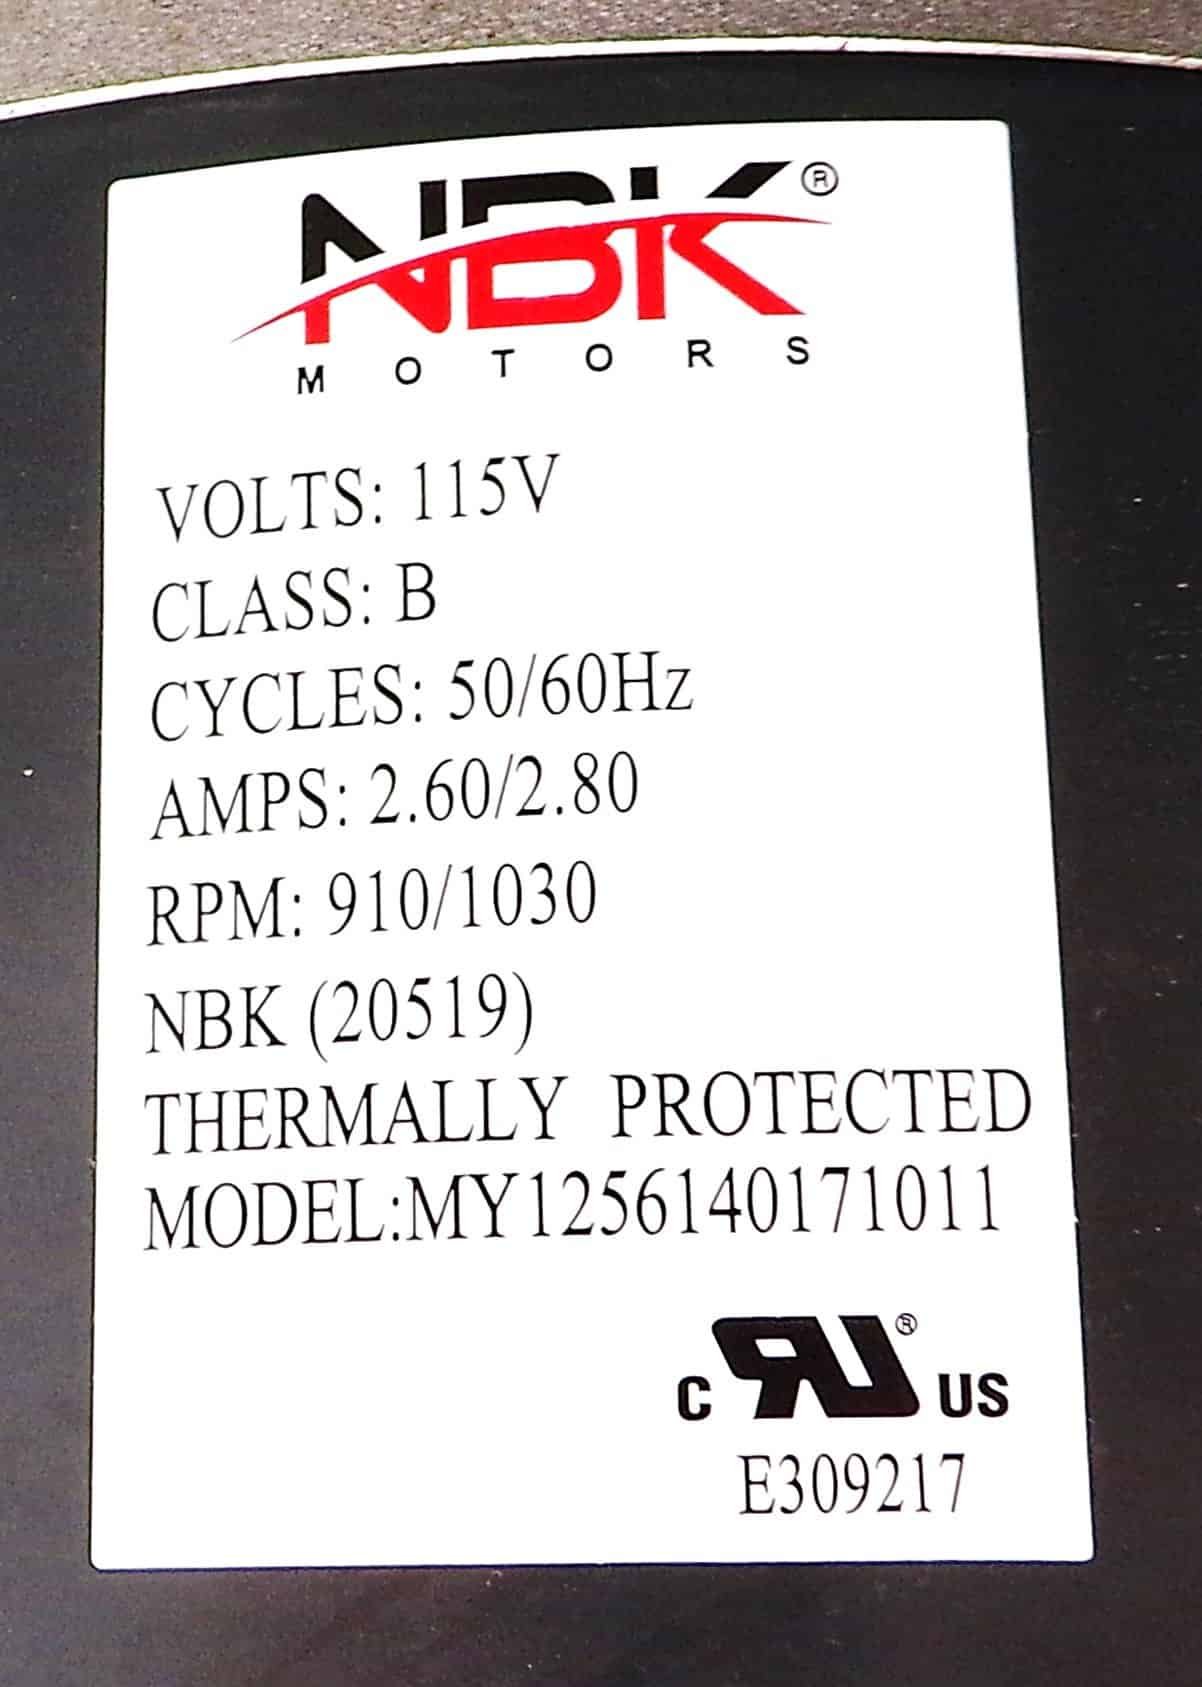 NBK®
MOTORS
VOLTS: 115V
CLASS: B
CYCLES: 50/60Hz
AMPS: 2.60/2.80
RPM: 910/1030
NBK (20519)
THERMALLY PROTECTED
MODEL:MY1256140171011
C RU® US
E309217